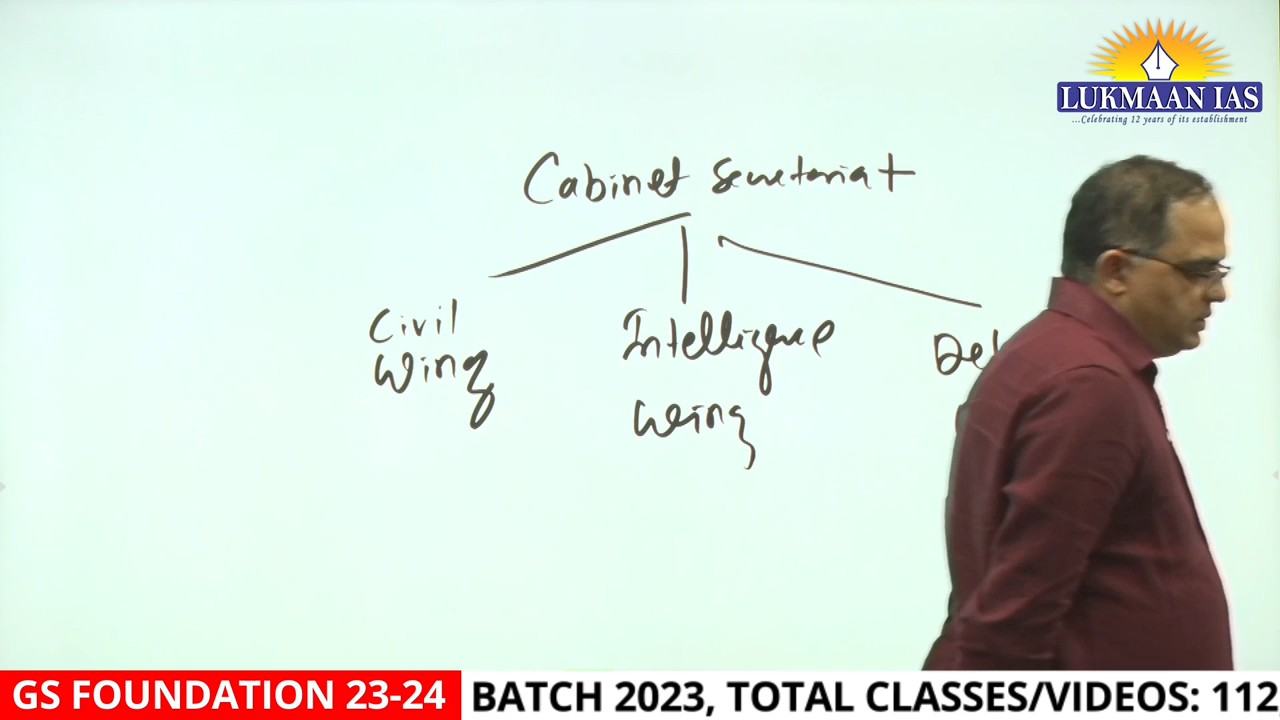 LUKMAAN IAS
...Celebrating 12 years of its establishment
Cabinet Secretariat
Civil
Wing
Intelligence
Wing
GS FOUNDATION 23-24
BATCH 2023, TOTAL CLASSES/VIDEOS: 112